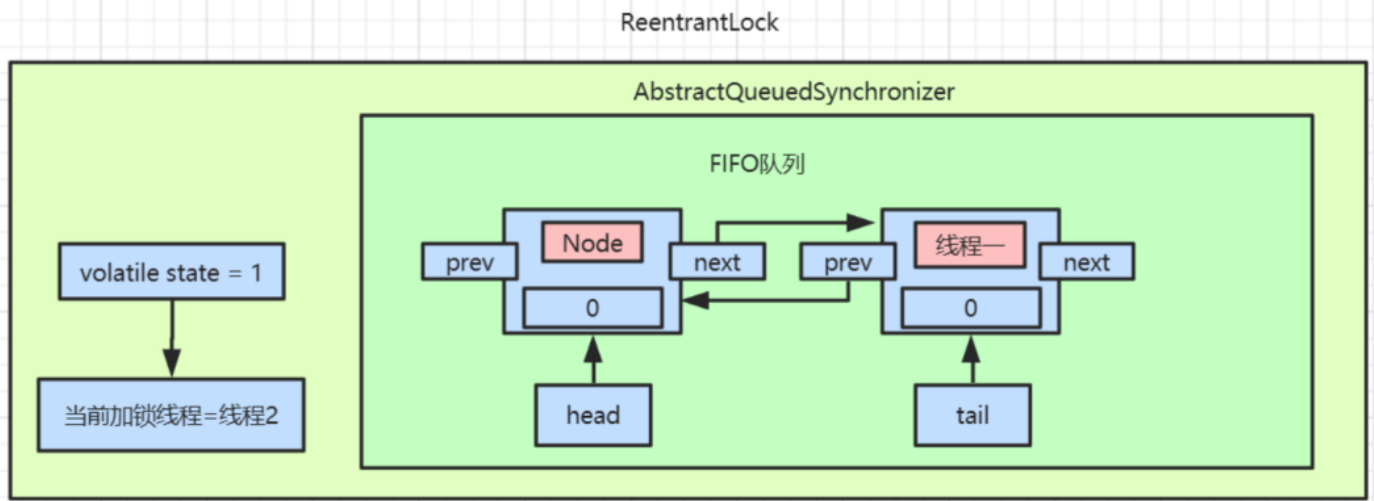 ReentrantLock
AbstractQueuedSynchronizer
FIFO队列
Node
线程一
prev
next
prev
next
volatile state = 1
0
0
当前加锁线程=线程2
head
tail